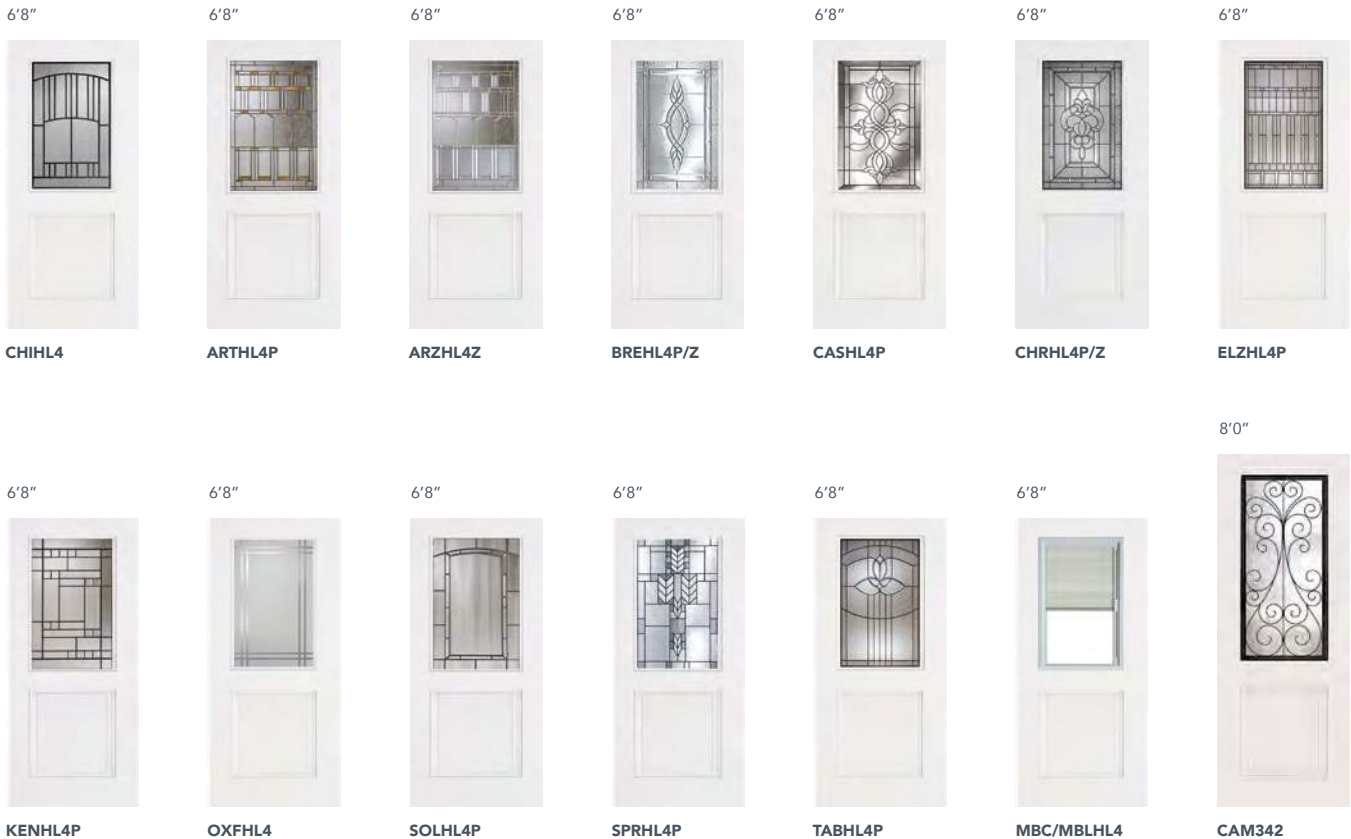 6’8” 6’8” 6’8” 6’8” 6’8” 6’8” 6’8”
CHIHL4 ARTHL4P ARZHL4Z BREHL4P/Z CASHL4P CHRHL4P/Z ELZHL4P
8’0”
6’8” 6’8” 6’8” 6’8” 6’8” 6’8”
KENHL4P OXFHL4 SOLHL4P SPRHL4P TABHL4P MBC/MBLHL4 CAM342